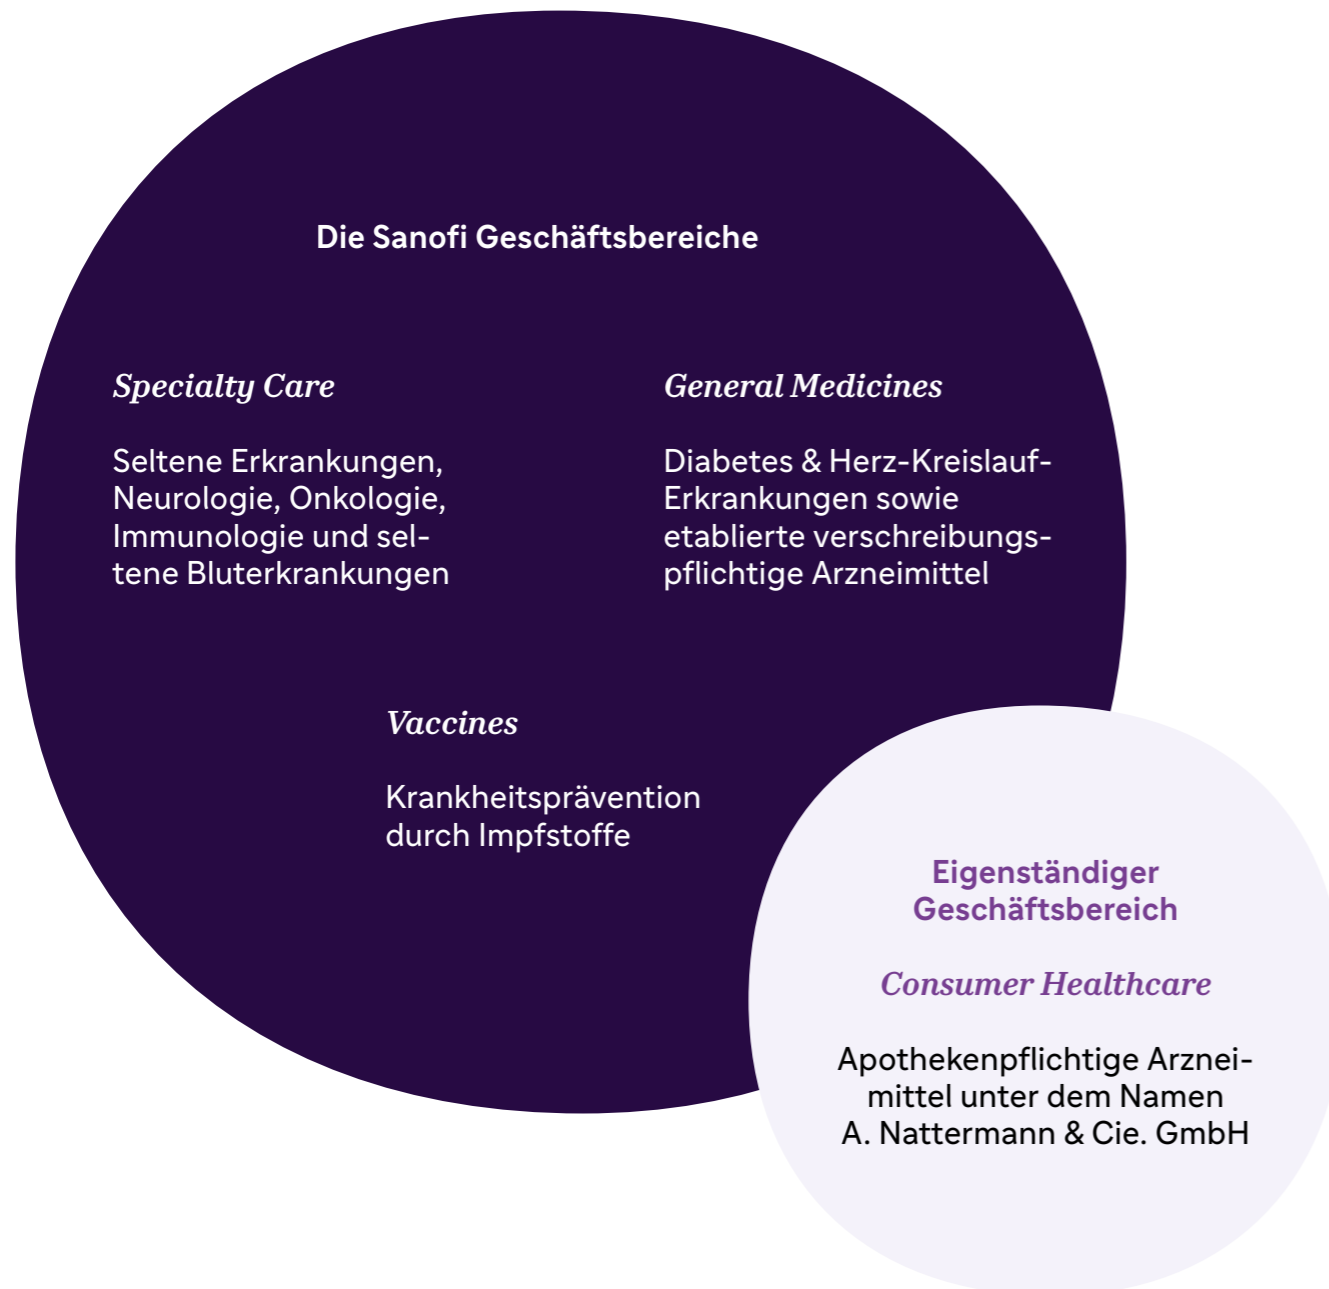 Die Sanofi Geschäftsbereiche
Specialty Care
Seltene Erkrankungen,
Neurologie, Onkologie,
Immunologie und sel-
tene Bluterkrankungen
General Medicines
Diabetes & Herz-Kreislauf-
Erkrankungen sowie
etablierte verschreibungs-
pflichtige Arzneimittel
Vaccines
Krankheitsprävention
durch Impfstoffe
Eigenständiger
Geschäftsbereich
Consumer Healthcare
Apothekenpflichtige Arznei-
mittel unter dem Namen
A. Nattermann & Cie. GmbH